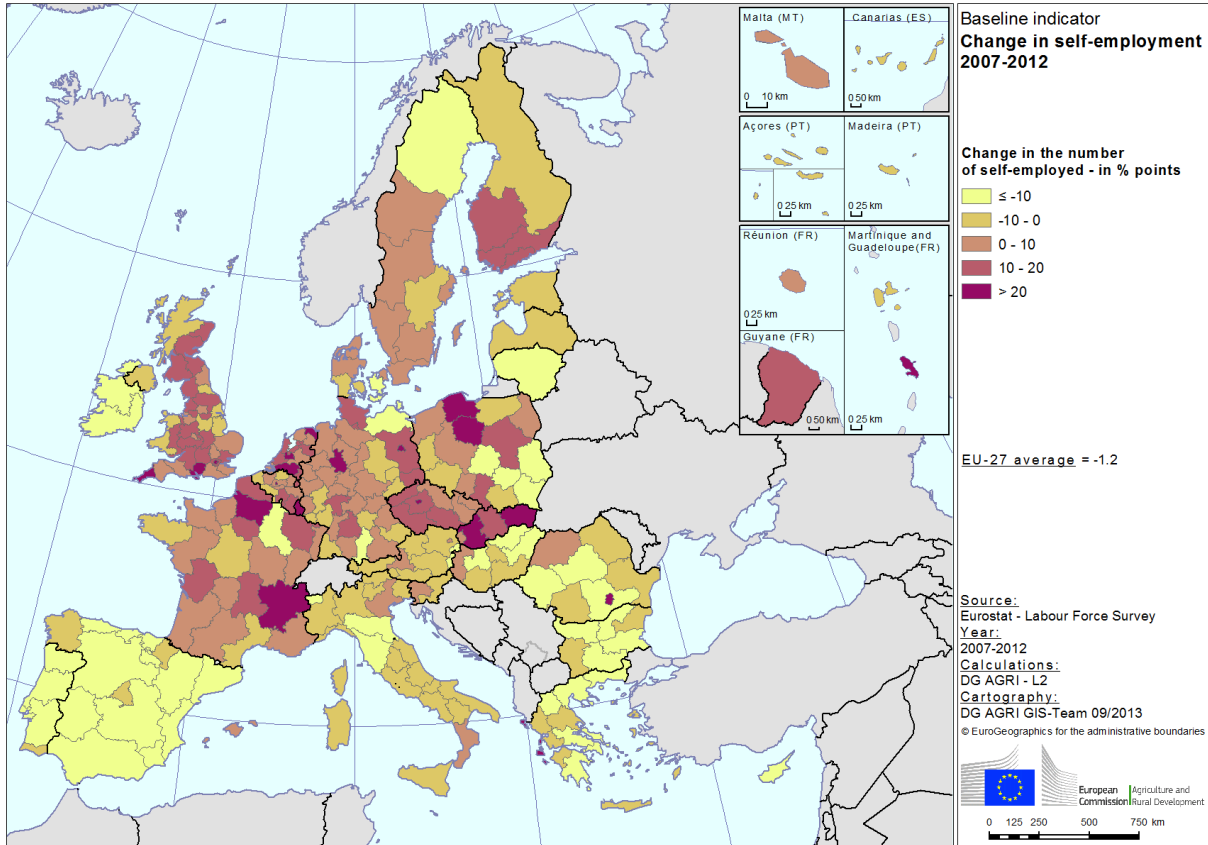 Malta (MT)
0 10 km
Canarias (ES)
0 50 km
Açores (PT)
0 25 km
Madeira (PT)
0 25 km
Réunion (FR)
0 25 km
Martinique and
Guadeloupe(FR)
0 25 km
Guyane (FR)
0 50 km
Baseline indicator
Change in self-employment
2007-2012
Change in the number
of self-employed - in % points
≤ -10
-10 - 0
0 - 10
10 - 20
> 20
EU-27 average = -1.2
Source:
Eurostat - Labour Force Survey
Year:
2007-2012
Calculations:
DG AGRI - L2
Cartography:
DG AGRI GIS-Team 09/2013
© EuroGeographics for the administrative boundaries
European
Commission
Agriculture and
Rural Development
0 125 250 500 750 km